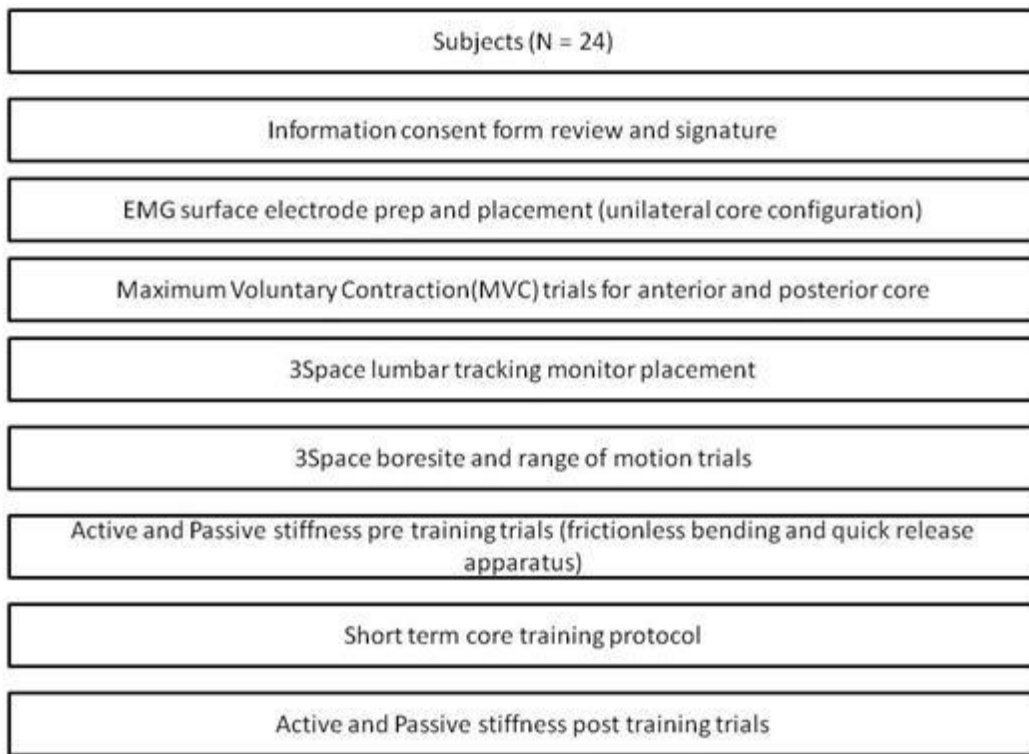 Subjects (N = 24)
Information consent form review and signature
EMG surface electrode prep and placement (unilateral core configuration)
Maximum Voluntary Contraction(MVC) trials for anterior and posterior core
3Space lumbar tracking monitor placement
3Space boresite and range of motion trials
Active and Passive stiffness pre training trials (frictionless bending and quick release
apparatus)
Short term core training protocol
Active and Passive stiffness post training trials